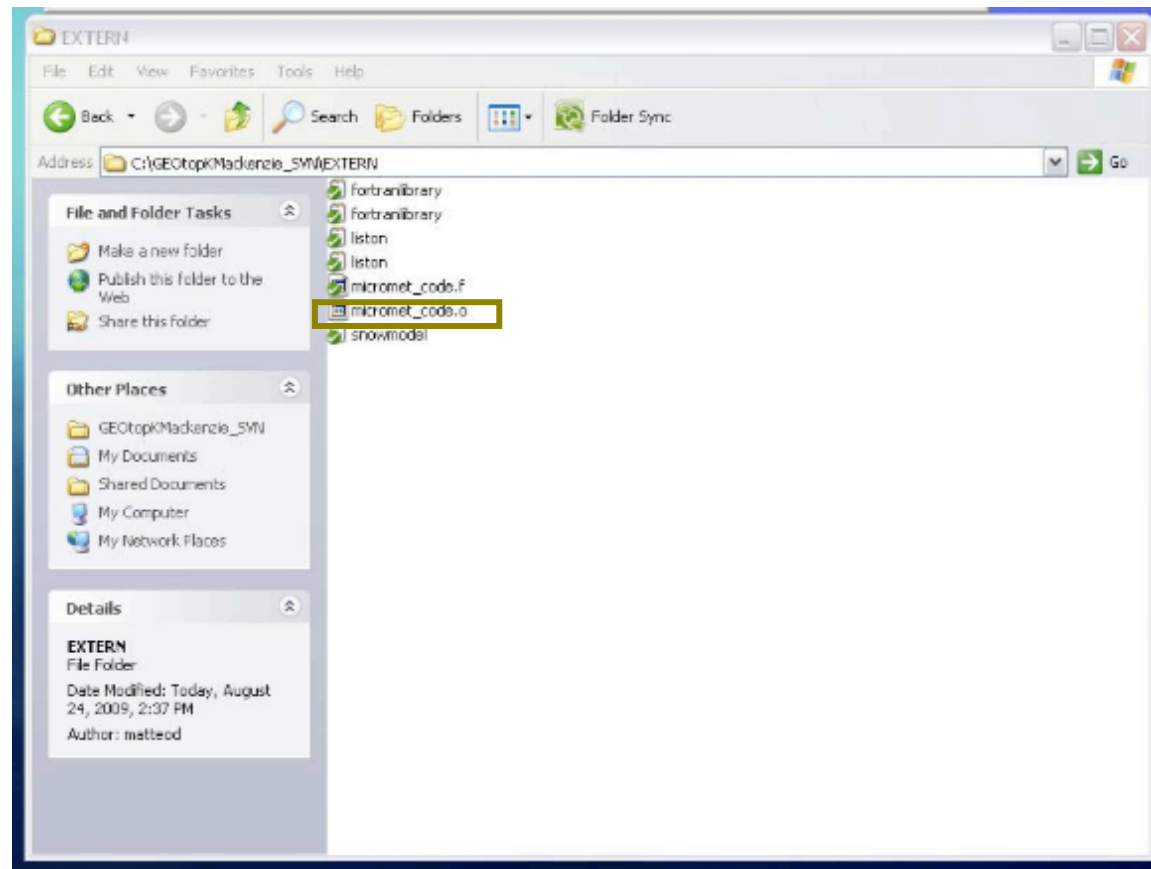 EXTERN
File Edit View Favorites Tools Help
Back Search Folders Folder Sync
Address C:\GEOtopKMackenzie_SVN\EXTERN Go
File and Folder Tasks
Make a new folder
Publish this folder to the
Web
Share this folder
Other Places
GEOtopKMackenzie_SVN
My Documents
Shared Documents
My Computer
My Network Places
Details
EXTERN
File Folder
Date Modified: Today, August
24, 2009, 2:37 PM
Author: matteod
fortranlibrary
fortranlibrary
liston
liston
micromet_code.f
micromet_code.o
snowmodel